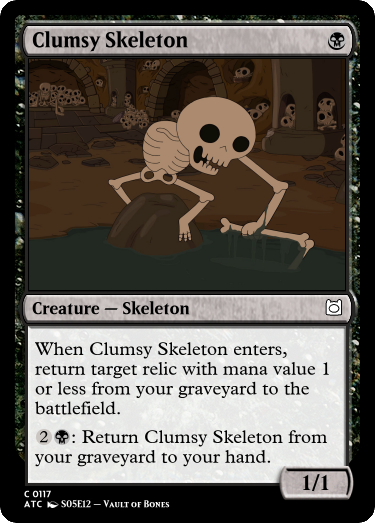 Clumsy Skeleton
Creature — Skeleton
When Clumsy Skeleton enters,
return target relic with mana value 1
or less from your graveyard to the
battlefield.
2 : Return Clumsy Skeleton from
your graveyard to your hand.
1/1
C 0117
ATC S05E12 – Vault of Bones